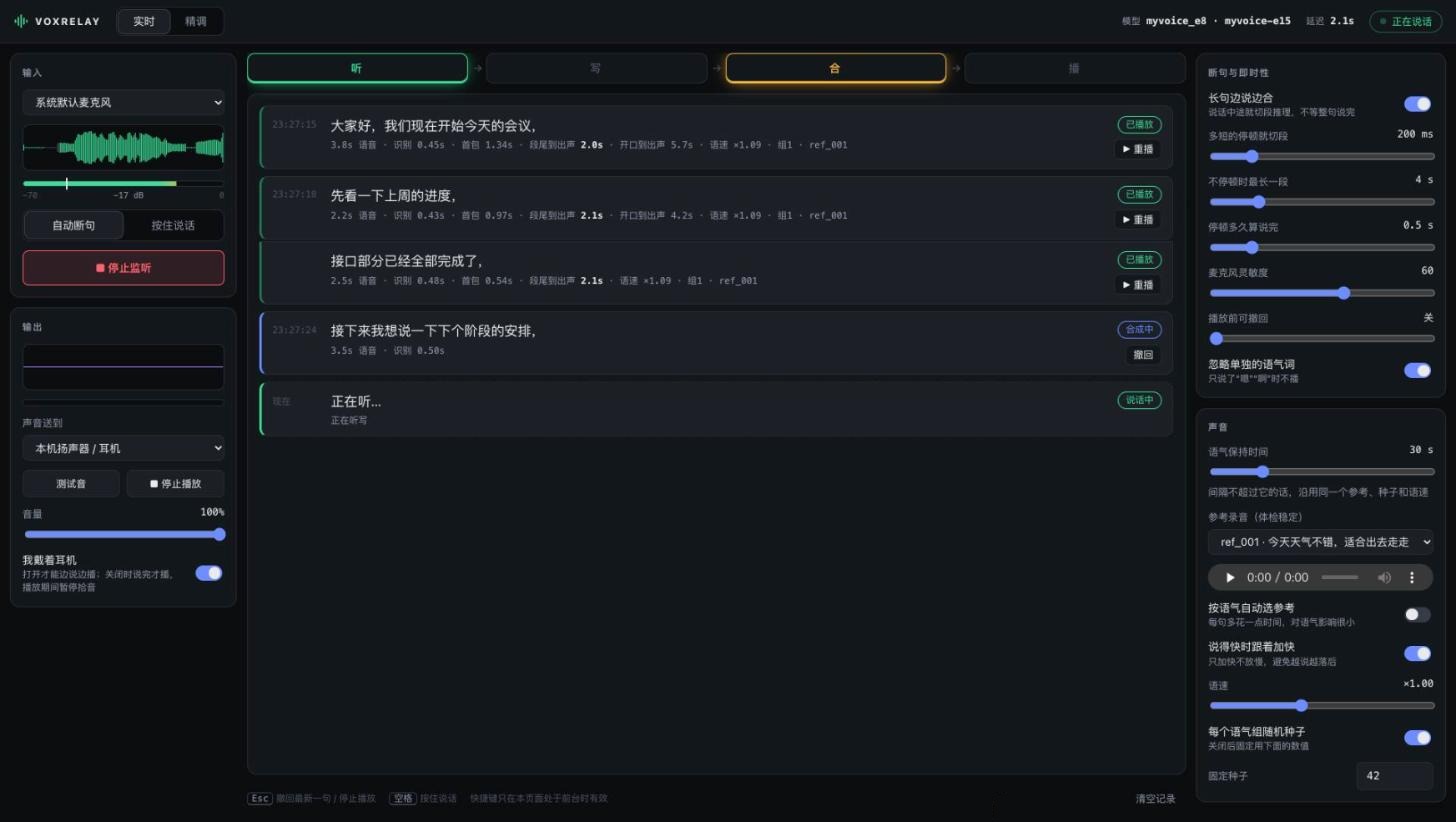 VOXRELAY
实时
精调
模型 myvoice_e8 · myvoice-e15 延迟 2.1s
正在说话
输入
系统默认麦克风
-70
-17 dB
0
自动断句
按住说话
停止监听
输出
声音送到
本机扬声器 / 耳机
测试音
停止播放
音量
100%
我戴着耳机
打开才能边说边播；关闭时说完才播，
播放期间暂停拾音
听
→
写
→
合
→
播
23:27:15
大家好，我们现在开始今天的会议，
3.8s 语音 · 识别 0.45s · 首包 1.34s · 段尾到出声 2.0s · 开口到出声 5.7s · 语速 ×1.09 · 组1 · ref_001
已播放
▶ 重播
23:27:18
先看一下上周的进度，
2.2s 语音 · 识别 0.43s · 首包 0.97s · 段尾到出声 2.1s · 开口到出声 4.2s · 语速 ×1.09 · 组1 · ref_001
已播放
▶ 重播
接口部分已经全部完成了，
2.5s 语音 · 识别 0.48s · 首包 0.54s · 段尾到出声 2.1s · 语速 ×1.09 · 组1 · ref_001
已播放
▶ 重播
23:27:24
接下来我想说一下下个阶段的安排，
3.5s 语音 · 识别 0.50s
合成中
撤回
现在
正在听…
正在听写
说话中
Esc 撤回最新一句 / 停止播放 空格 按住说话 快捷键只在本页面处于前台时有效
清空记录
断句与即时性
长句边说边合
说话中途就切段推理，不等整句说完
多短的停顿就切段
200 ms
不停顿时最长一段
4 s
停顿多久算说完
0.5 s
麦克风灵敏度
60
播放前可撤回
关
忽略单独的语气词
只说了"嗯""啊"时不播
声音
语气保持时间
30 s
间隔不超过它的话，沿用同一个参考、种子和语速
参考录音（体检稳定）
ref_001 · 今天天气不错，适合出去走走
0:00 / 0:00
按语气自动选参考
每句多花一点时间，对语气影响很小
说得快时跟着加快
只加快不放慢，避免越说越落后
语速
×1.00
每个语气组随机种子
关闭后固定用下面的数值
固定种子
42